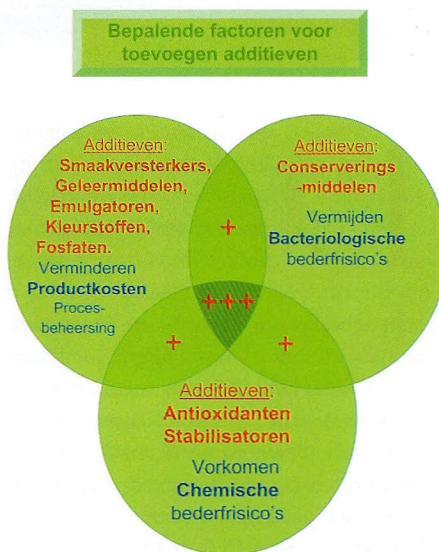 Bepalende factoren voor
toevoegen additieven
Additieven:
Smaakversterkers,
Geleermiddelen,
Emulgatoren,
Kleurstoffen,
Fosfaten.
Verminderen
Productkosten
Proces-
beheersing
Additieven:
Conserverings
-middelen
Vermijden
Bacteriologische
bederfrisico's
+
+++
+
+
Additieven:
Antioxidanten
Stabilisatoren
Vorkomen
Chemische
bederfrisico's